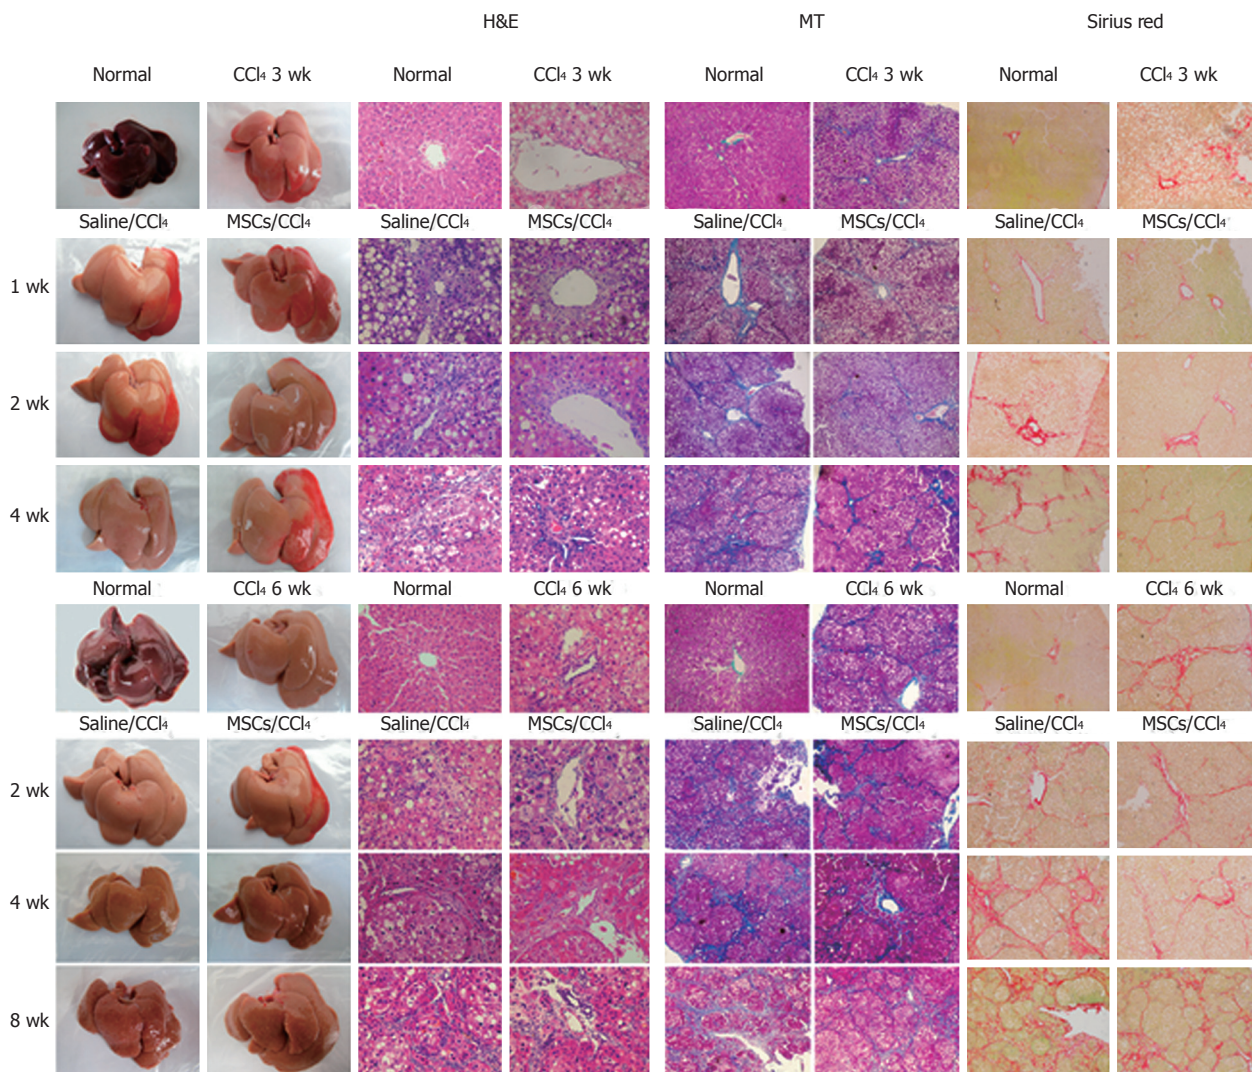 H&E MT Sirius red
Normal CCl₄ 3 wk Normal CCl₄ 3 wk Normal CCl₄ 3 wk Normal CCl₄ 3 wk
Saline/CCl₄ MSCs/CCl₄ Saline/CCl₄ MSCs/CCl₄ Saline/CCl₄ MSCs/CCl₄ Saline/CCl₄ MSCs/CCl₄
1 wk
2 wk
4 wk
Normal CCl₄ 6 wk Normal CCl₄ 6 wk Normal CCl₄ 6 wk Normal CCl₄ 6 wk
Saline/CCl₄ MSCs/CCl₄ Saline/CCl₄ MSCs/CCl₄ Saline/CCl₄ MSCs/CCl₄ Saline/CCl₄ MSCs/CCl₄
2 wk
4 wk
8 wk